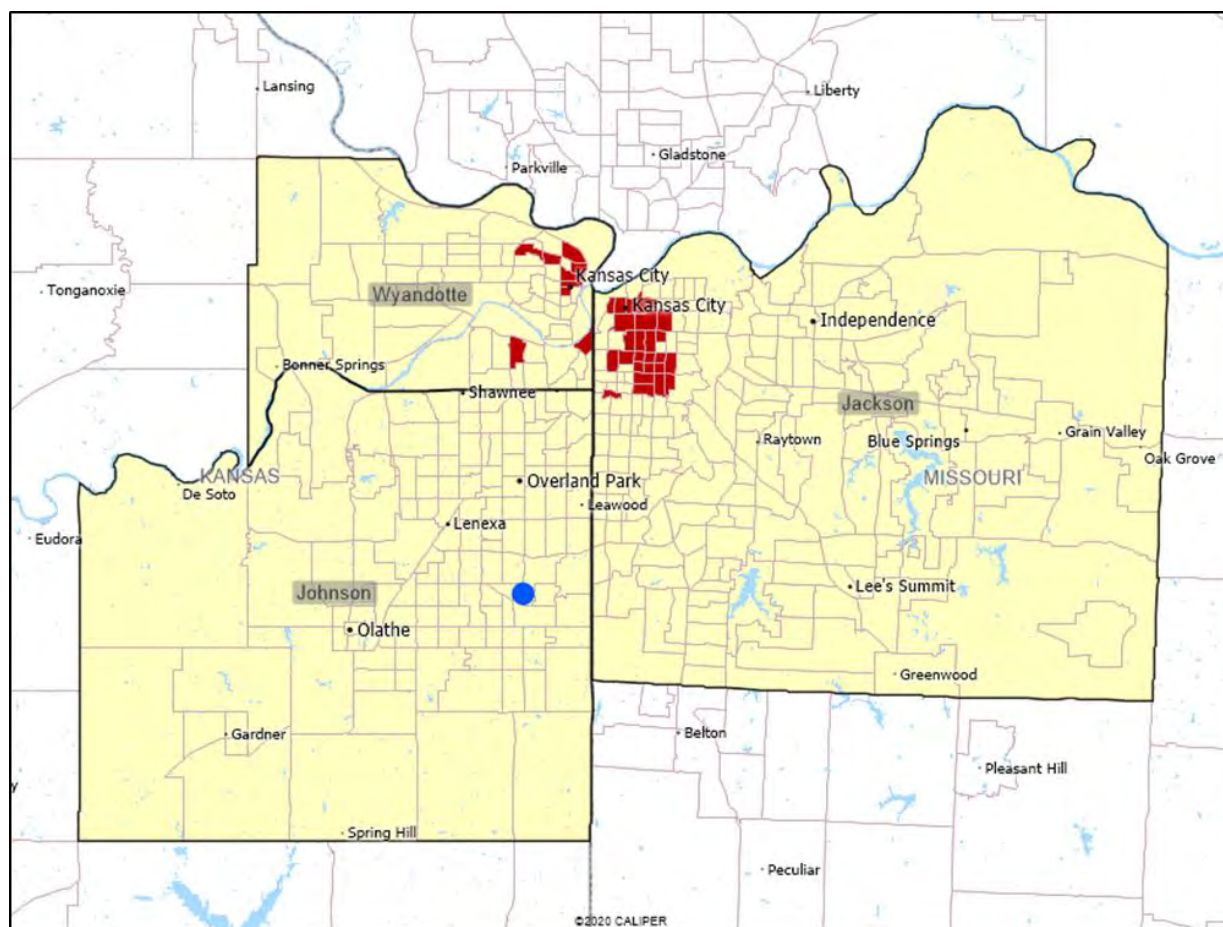 Lansing
Liberty
Gladstone
Parkville
Tonganoxie
Kansas City
Wyandotte
Kansas City
Independence
Bonner Springs
Shawnee
Jackson
Grain Valley
Raytown
Blue Springs
Oak Grove
KANSAS
MISSOURI
Overland Park
De Soto
Leawood
Lenexa
Eudora
Johnson
Lee's Summit
Olathe
Greenwood
Gardner
Belton
Pleasant Hill
y
Spring Hill
Peculiar
©2020 CALIPER